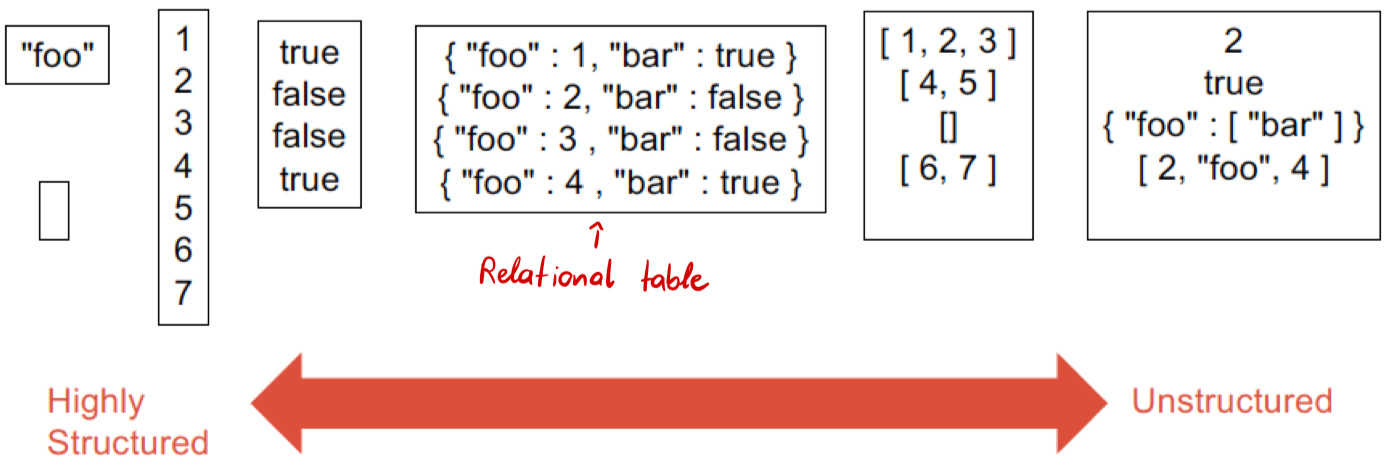 "foo"
1
2
3
4
5
6
7
true
false
false
true
{ "foo" : 1, "bar" : true }
{ "foo" : 2, "bar" : false }
{ "foo" : 3 , "bar" : false }
{ "foo" : 4 , "bar" : true }
Relational table
[ 1, 2, 3 ]
[ 4, 5 ]
[]
[ 6, 7 ]
2
true
{ "foo" : [ "bar" ] }
[ 2, "foo", 4 ]
Highly
Structured
Unstructured